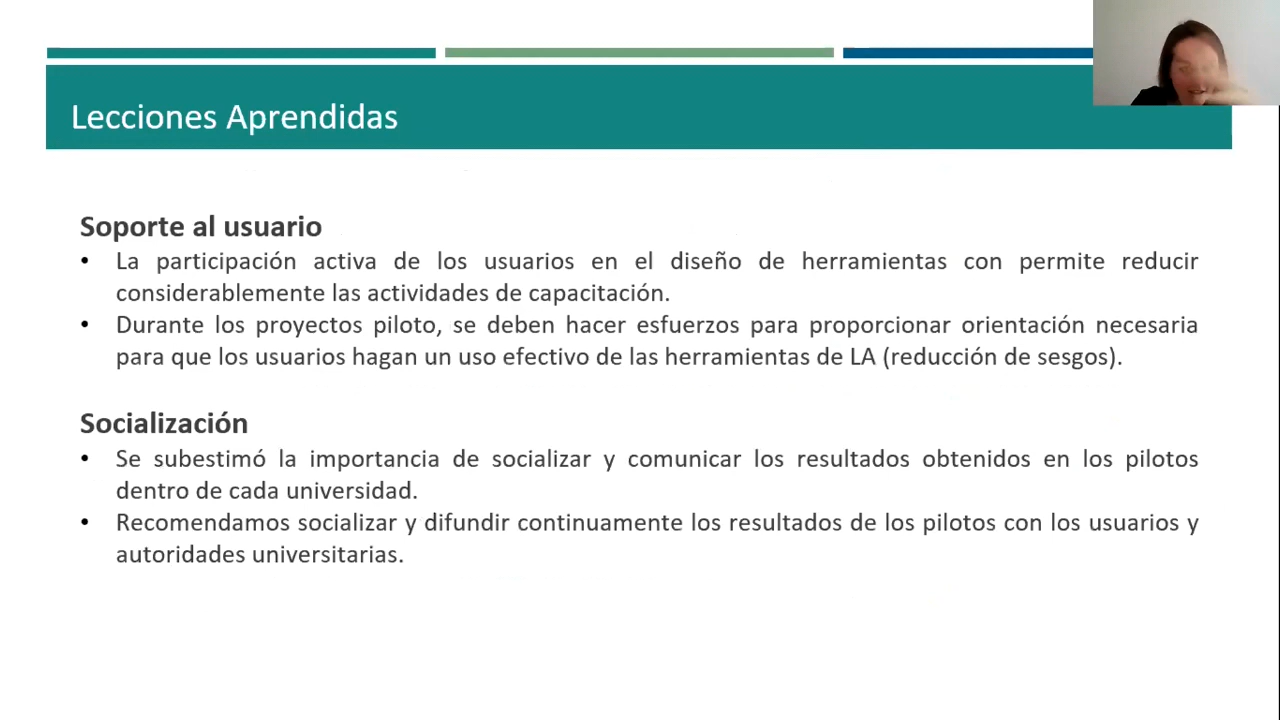 Lecciones Aprendidas
Soporte al usuario
• La participación activa de los usuarios en el diseño de herramientas con permite reducir
considerablemente las actividades de capacitación.
• Durante los proyectos piloto, se deben hacer esfuerzos para proporcionar orientación necesaria
para que los usuarios hagan un uso efectivo de las herramientas de LA (reducción de sesgos).
Socialización
• Se subestimó la importancia de socializar y comunicar los resultados obtenidos en los pilotos
dentro de cada universidad.
• Recomendamos socializar y difundir continuamente los resultados de los pilotos con los usuarios y
autoridades universitarias.